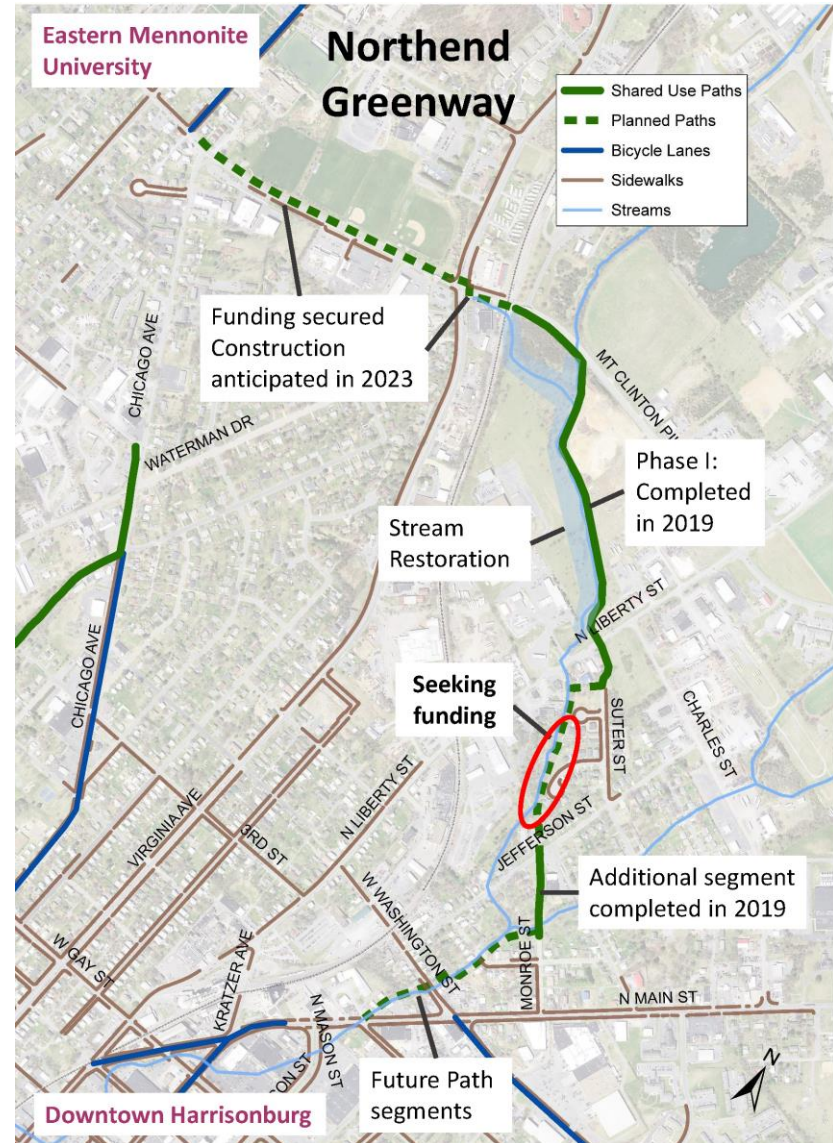 Eastern Mennonite
University
Northend
Greenway
Shared Use Paths
Planned Paths
Bicycle Lanes
Sidewalks
Streams
Funding secured
Construction
anticipated in 2023
CHICAGO AVE
WATERMAN DR
MT CLINTON PI
Phase I:
Completed
in 2019
Stream
Restoration
N LIBERTY ST
CHICAGO AVE
Seeking
funding
SUTER ST
CHARLES ST
VIRGINIA AVE
3RD ST
N LIBERTY ST
JEFFERSON ST
W WASHINGTON ST
Additional segment
completed in 2019
W GAY ST
KRATZER AVE
MONROE ST
N MAIN ST
N MASON ST
SON ST
Future Path
segments
N
Downtown Harrisonburg